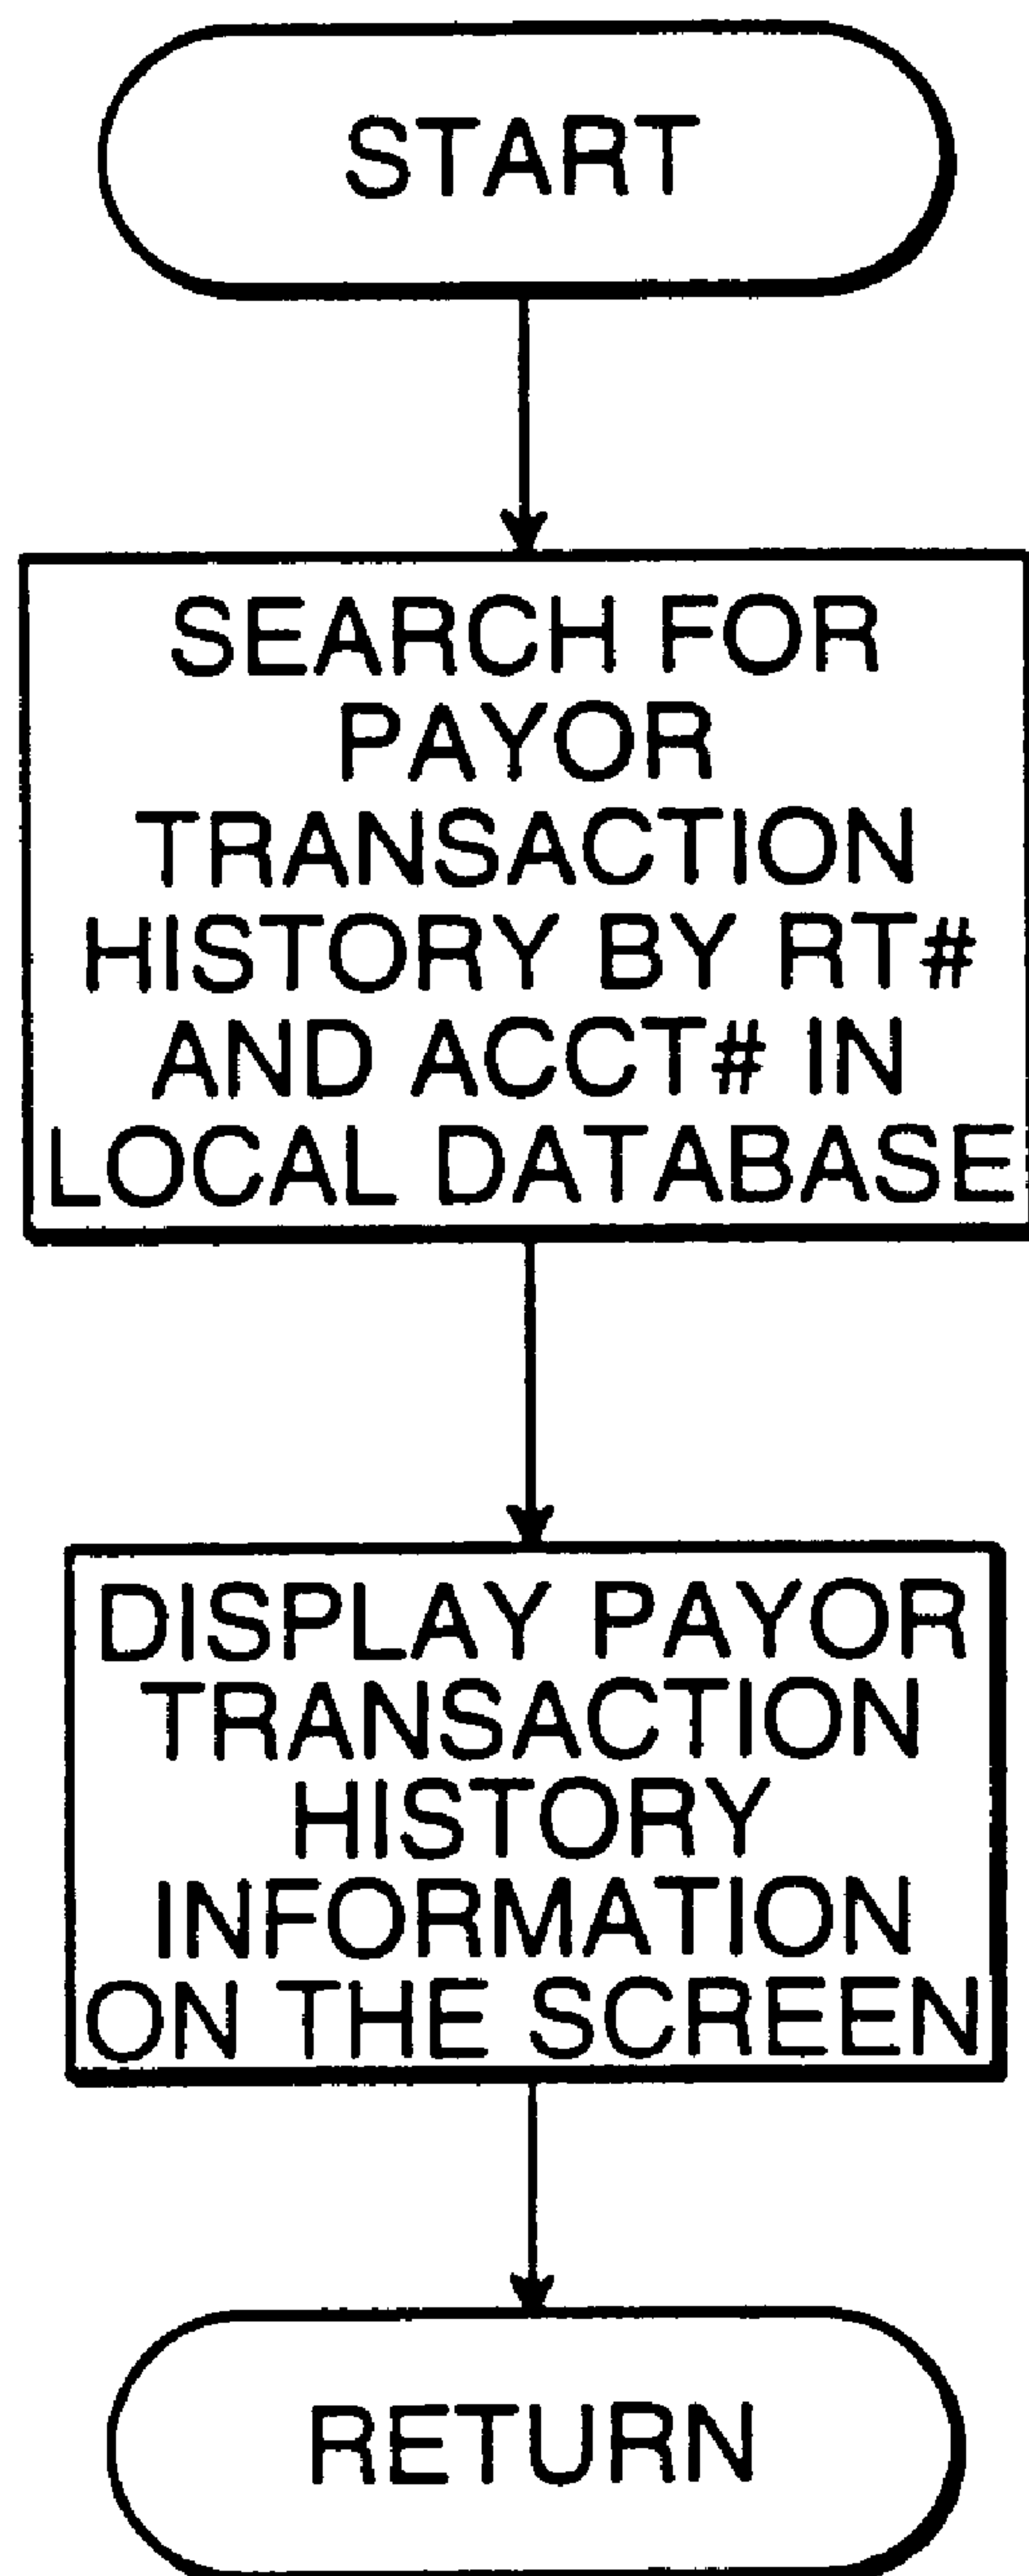 START
SEARCH FOR
PAYOR
TRANSACTION
HISTORY BY RT#
AND ACCT# IN
LOCAL DATABASE
DISPLAY PAYOR
TRANSACTION
HISTORY
INFORMATION
ON THE SCREEN
RETURN